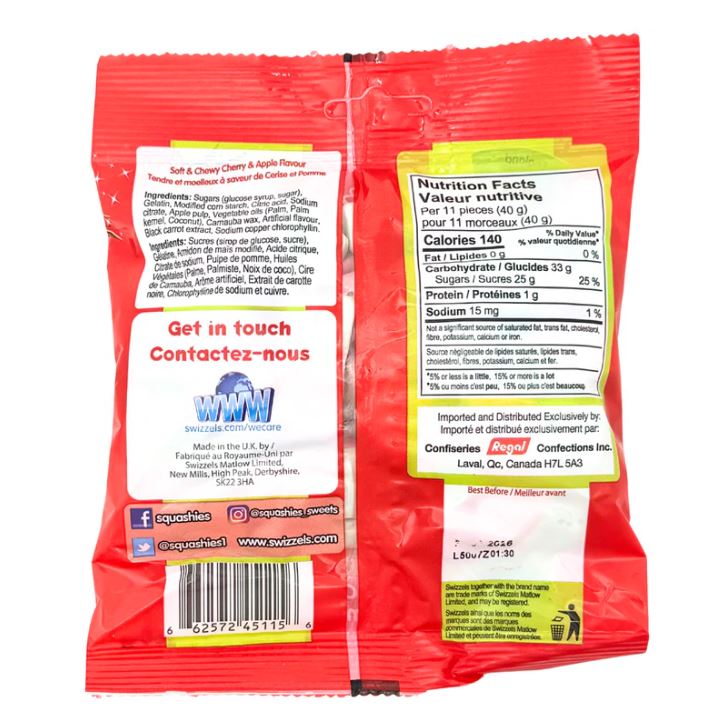 Soft & Chewy Cherry & Apple Flavour
Tendre et moelleux à saveur de Cerise et Pomme
Ingredients: Sugars (glucose syrup, sugar),
Gelatin, Modified corn starch, Citric acid, Sodium
citrate, Apple pulp, Vegetable oils (Palm, Palm
kernel, Coconut), Carnauba wax, Artificial flavour,
Black carrot extract, Sodium copper chlorophyllin.
Ingredients: Sucres (sirop de glucose, sucre),
Gélatine, Amidon de maïs modifié, Acide citrique,
Citrate de sodium, Pulpe de pomme, Huiles
Végétales (Palme, Palmiste, Noix de coco), Cire
de Carnauba, Arôme artificiel, Extrait de carotte
noire, Chlorophylline de sodium et cuivre.
Get in touch
Contactez-nous
WWW
swizzels.com/wecare
Made in the U.K. by /
Fabriqué au Royaume-Uni par
Swizzels Matlow Limited,
New Mills, High Peak, Derbyshire,
SK22 3HA
squashies @squashies_sweets
@squashies1 www.swizzels.com
6 62572 45115 6
Nutrition Facts
Valeur nutritive
Per 11 pieces (40 g)
pour 11 morceaux (40 g)
Calories 140 % Daily Value*
% valeur quotidienne*
Fat / Lipides 0 g 0 %
Carbohydrate / Glucides 33 g
Sugars / Sucres 25 g 25 %
Protein / Protéines 1 g
Sodium 15 mg 1 %
Not a significant source of saturated fat, trans fat, cholesterol,
fibre, potassium, calcium or iron.
Source négligeable de lipides saturés, lipides trans,
cholestérol, fibres, potassium, calcium et fer.
*5% or less is a little, 15% or more is a lot
*5% ou moins c'est peu, 15% ou plus c'est beaucoup
Imported and Distributed Exclusively by:
Importé et distribué exclusivement par:
Confiseries Regal Confections Inc.
Laval, Qc, Canada H7L 5A3
Best Before / Meilleur avant
2026
01:30
Swizzels together with the brand name
are trade marks of Swizzels Matlow
Limited, and may be registered.
Swizzels ainsi que les noms des
marques sont des marques
commerciales de Swizzels Matlow
Limited et peuvent être enregistrées.